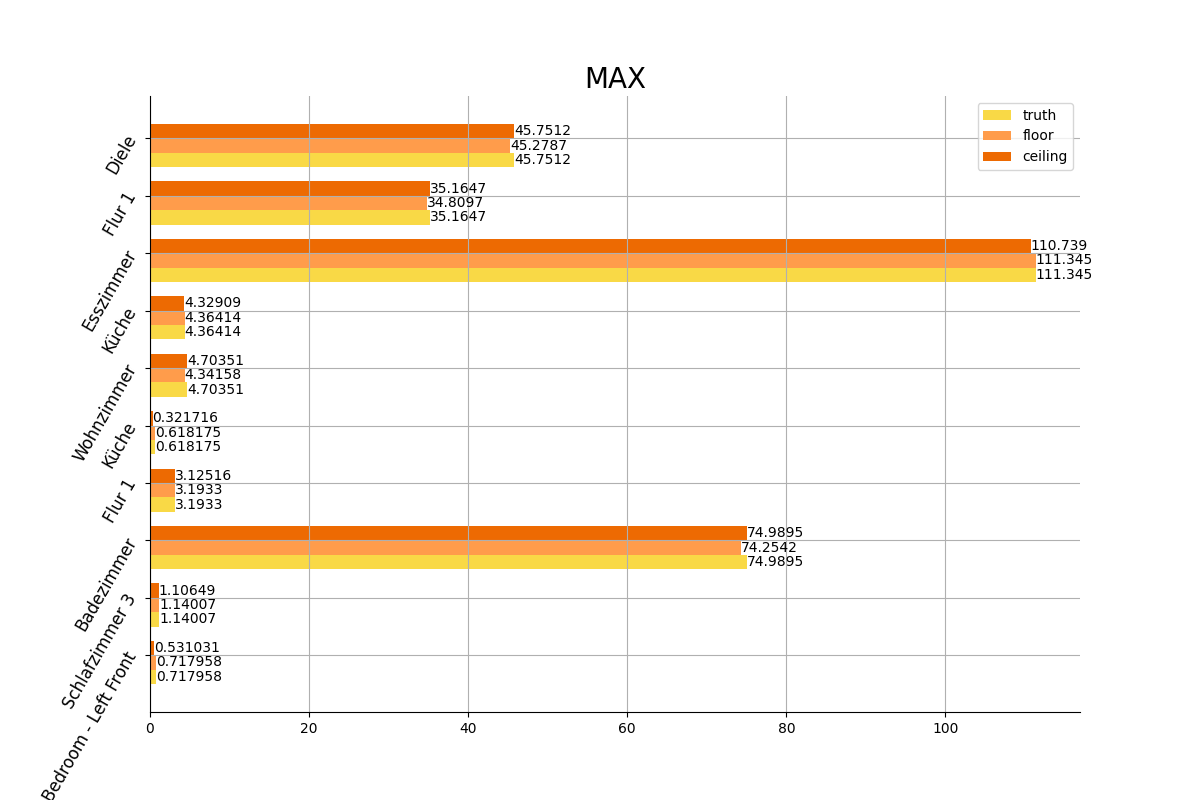 MAX
truth
floor
ceiling
Diele
45.7512
45.2787
45.7512
Flur 1
35.1647
34.8097
35.1647
Esszimmer
110.739
111.345
111.345
Küche
4.32909
4.36414
4.36414
Wohnzimmer
4.70351
4.34158
4.70351
Küche
0.321716
0.618175
0.618175
Flur 1
3.12516
3.1933
3.1933
Badezimmer
74.9895
74.2542
74.9895
Schlafzimmer 3
1.10649
1.14007
1.14007
Bedroom - Left Front
0.531031
0.717958
0.717958
0 20 40 60 80 100